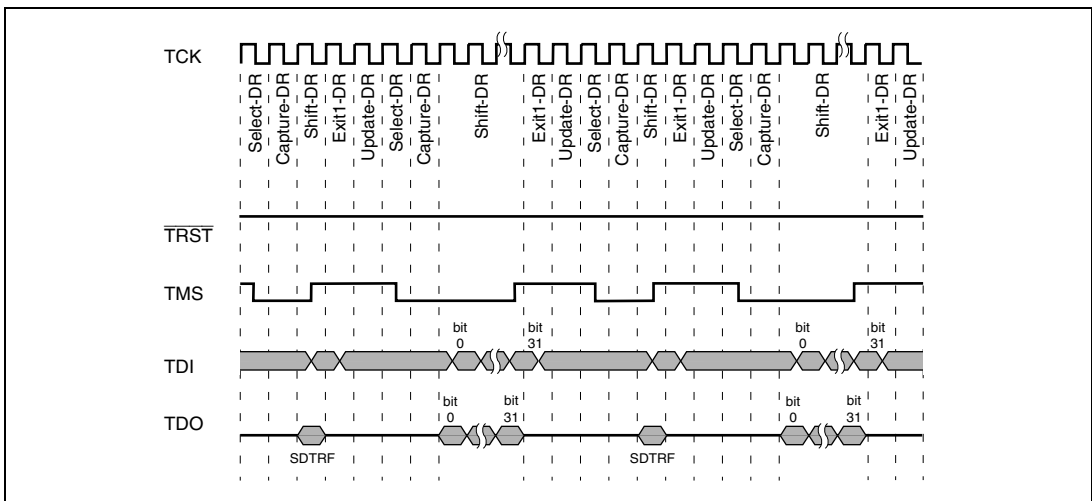 TCK
Select-DR
Capture-DR
Shift-DR
Exit1-DR
Update-DR
Select-DR
Capture-DR
Shift-DR
Exit1-DR
Update-DR
Select-DR
Capture-DR
Shift-DR
Exit1-DR
Update-DR
Select-DR
Capture-DR
Shift-DR
Exit1-DR
Update-DR
TRST
TMS
bit
0
bit
31
bit
0
bit
31
TDI
bit
0
bit
31
bit
0
bit
31
TDO
SDTRF
SDTRF